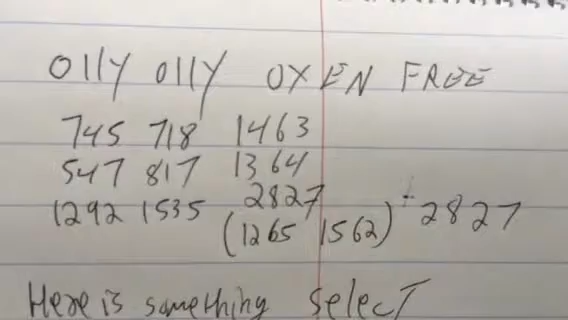 Olly Olly OXEN FREE
745 718 1463
547 817 1364
1292 1535 2827
(1265 1562) + 2827
Here is something select